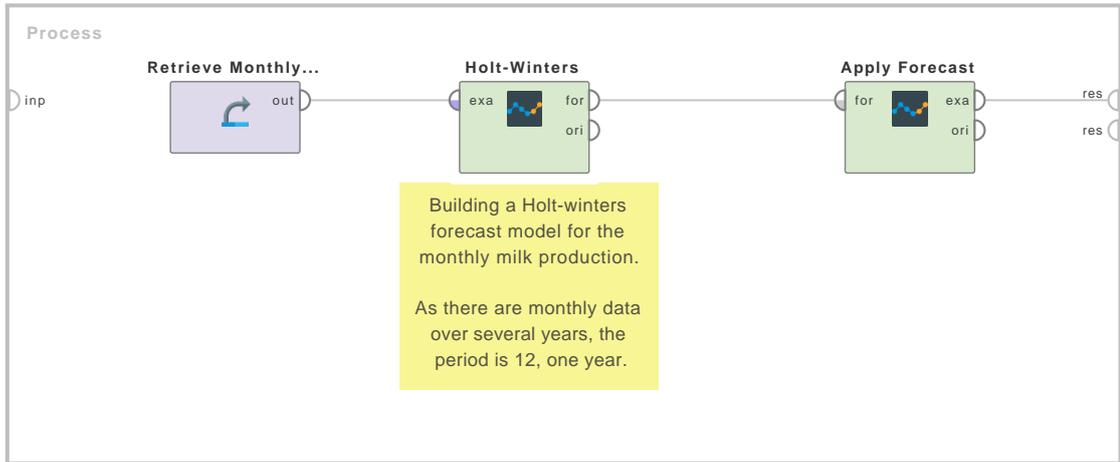 Process
Retrieve Monthly...
Holt-Winters
Apply Forecast
inp
out
exa
for
for
exa
res
ori
ori
res
Building a Holt-winters
forecast model for the
monthly milk production.
As there are monthly data
over several years, the
period is 12, one year.